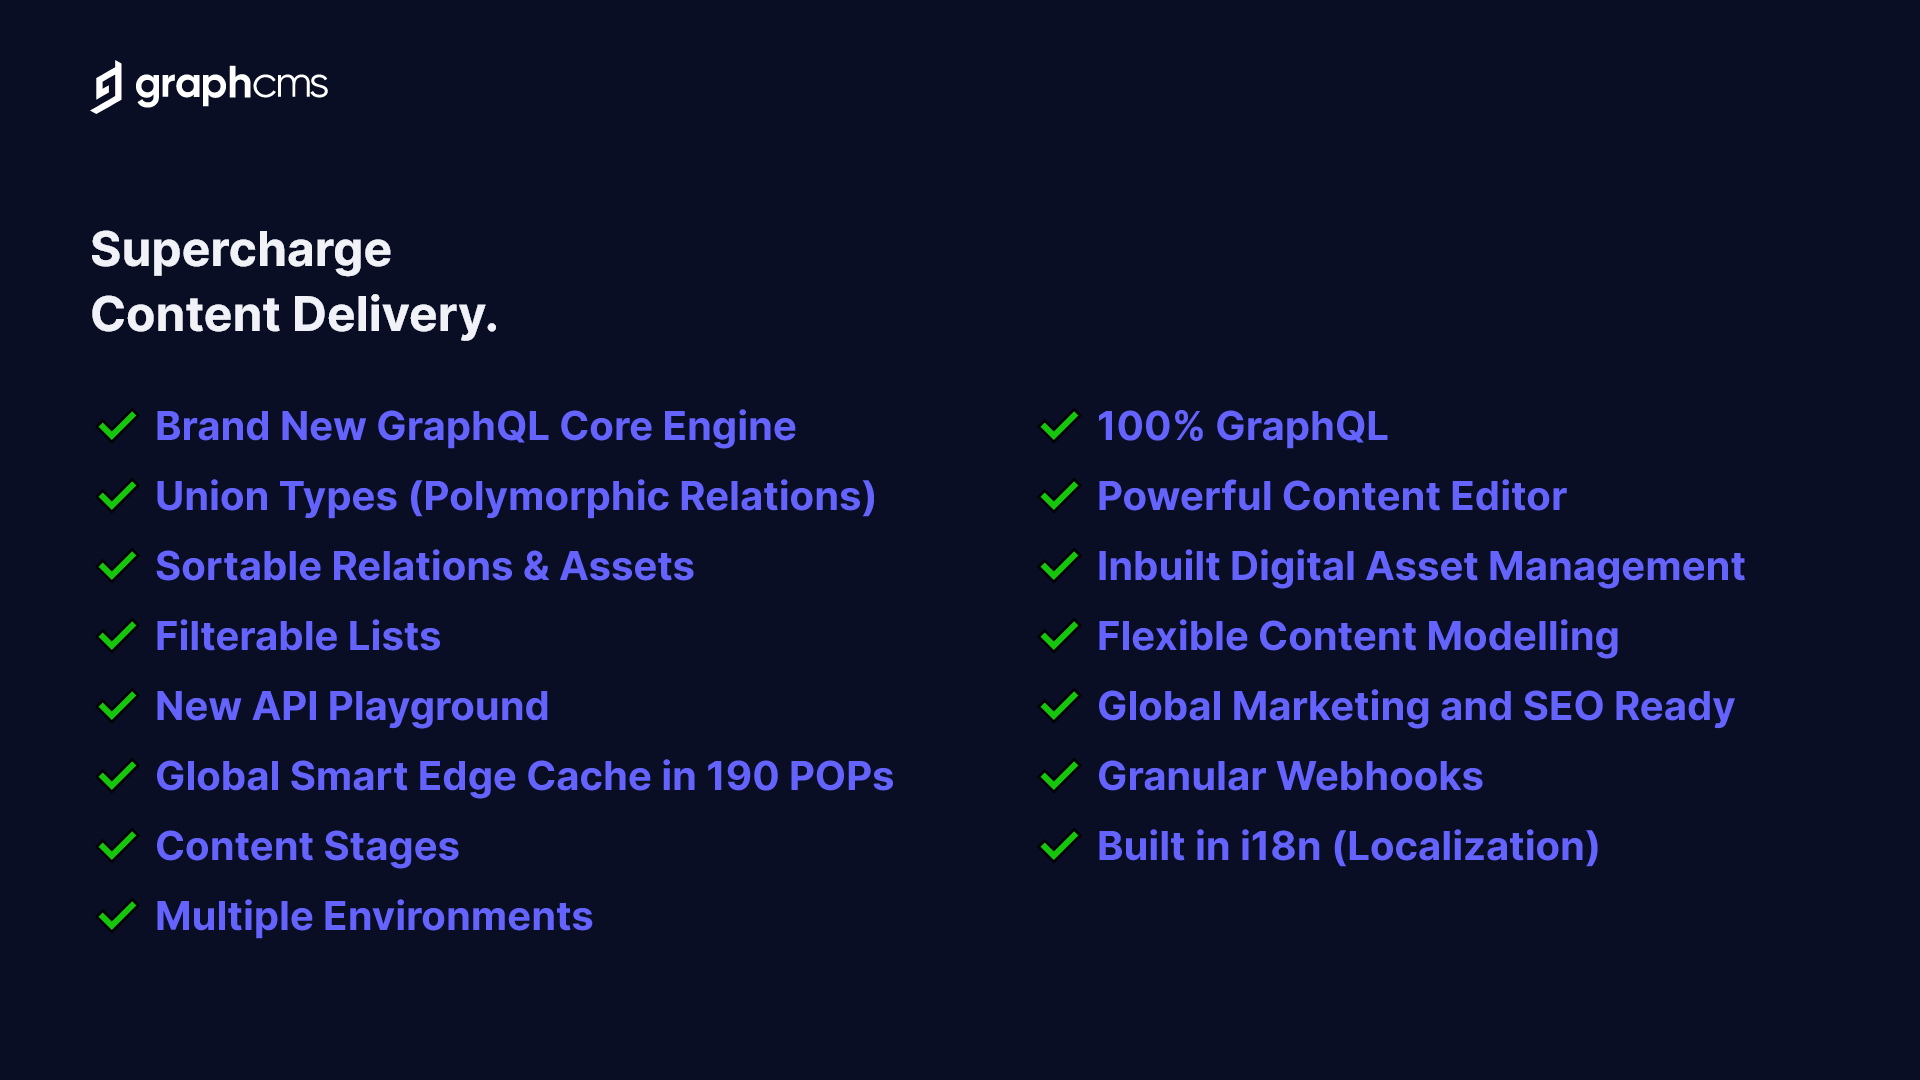 graphcms
Supercharge
Content Delivery.
Brand New GraphQL Core Engine
Union Types (Polymorphic Relations)
Sortable Relations & Assets
Filterable Lists
New API Playground
Global Smart Edge Cache in 190 POPs
Content Stages
Multiple Environments
100% GraphQL
Powerful Content Editor
Inbuilt Digital Asset Management
Flexible Content Modelling
Global Marketing and SEO Ready
Granular Webhooks
Built in i18n (Localization)